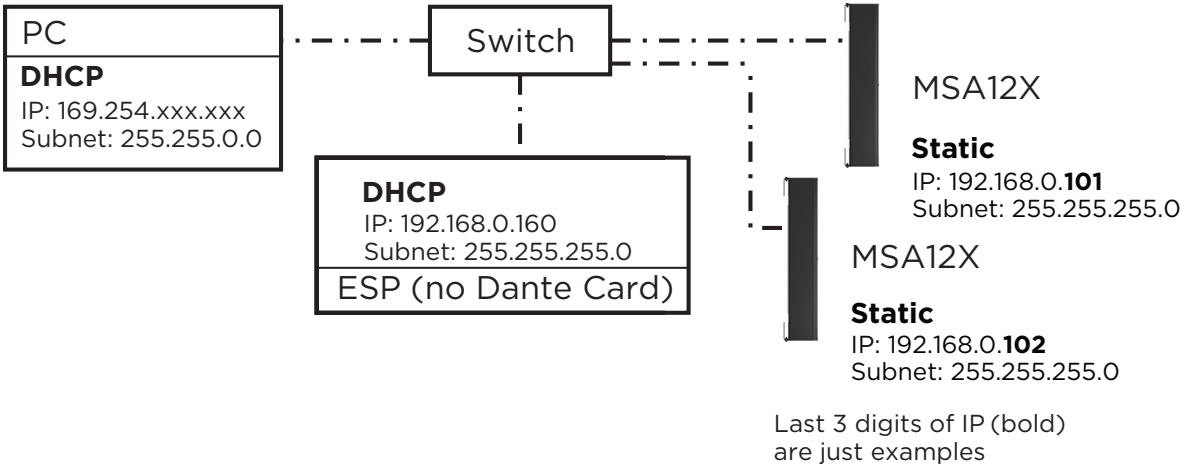 PC
DHCP
IP: 169.254.xxx.xxx
Subnet: 255.255.0.0
Switch
DHCP
IP: 192.168.0.160
Subnet: 255.255.255.0
ESP (no Dante Card)
MSA12X
Static
IP: 192.168.0.101
Subnet: 255.255.255.0
MSA12X
Static
IP: 192.168.0.102
Subnet: 255.255.255.0
Last 3 digits of IP (bold)
are just examples